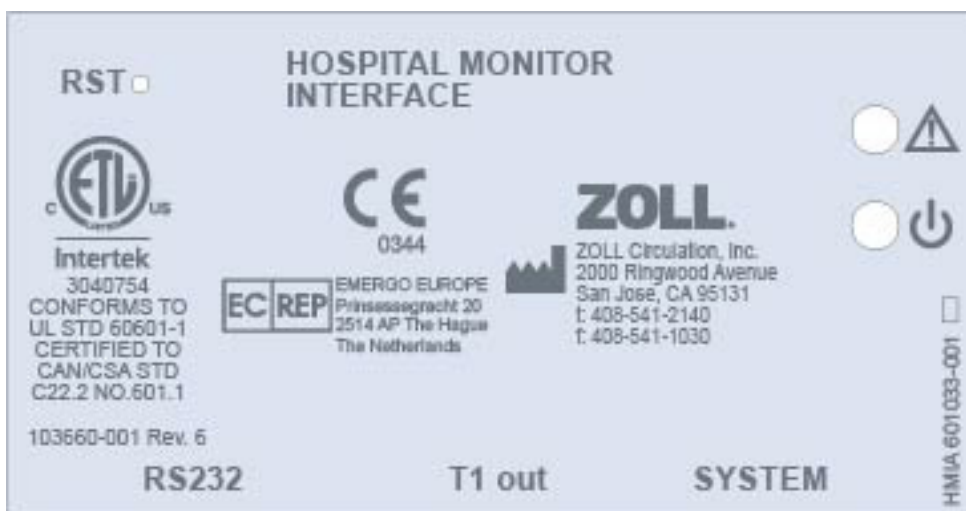 RST
HOSPITAL MONITOR
INTERFACE
C ETL US
LISTED
Intertek
3040754
CONFORMS TO
UL STD 60601-1
CERTIFIED TO
CAN/CSA STD
C22.2 NO.601.1
103660-001 Rev. 6
CE
0344
EC REP
EMERGO EUROPE
Prinsessegracht 20
2514 AP The Hague
The Netherlands
ZOLL.
ZOLL Circulation, Inc.
2000 Ringwood Avenue
San Jose, CA 95131
t: 408-541-2140
f: 408-541-1030
HMIA 601033-001
RS232
T1 out
SYSTEM